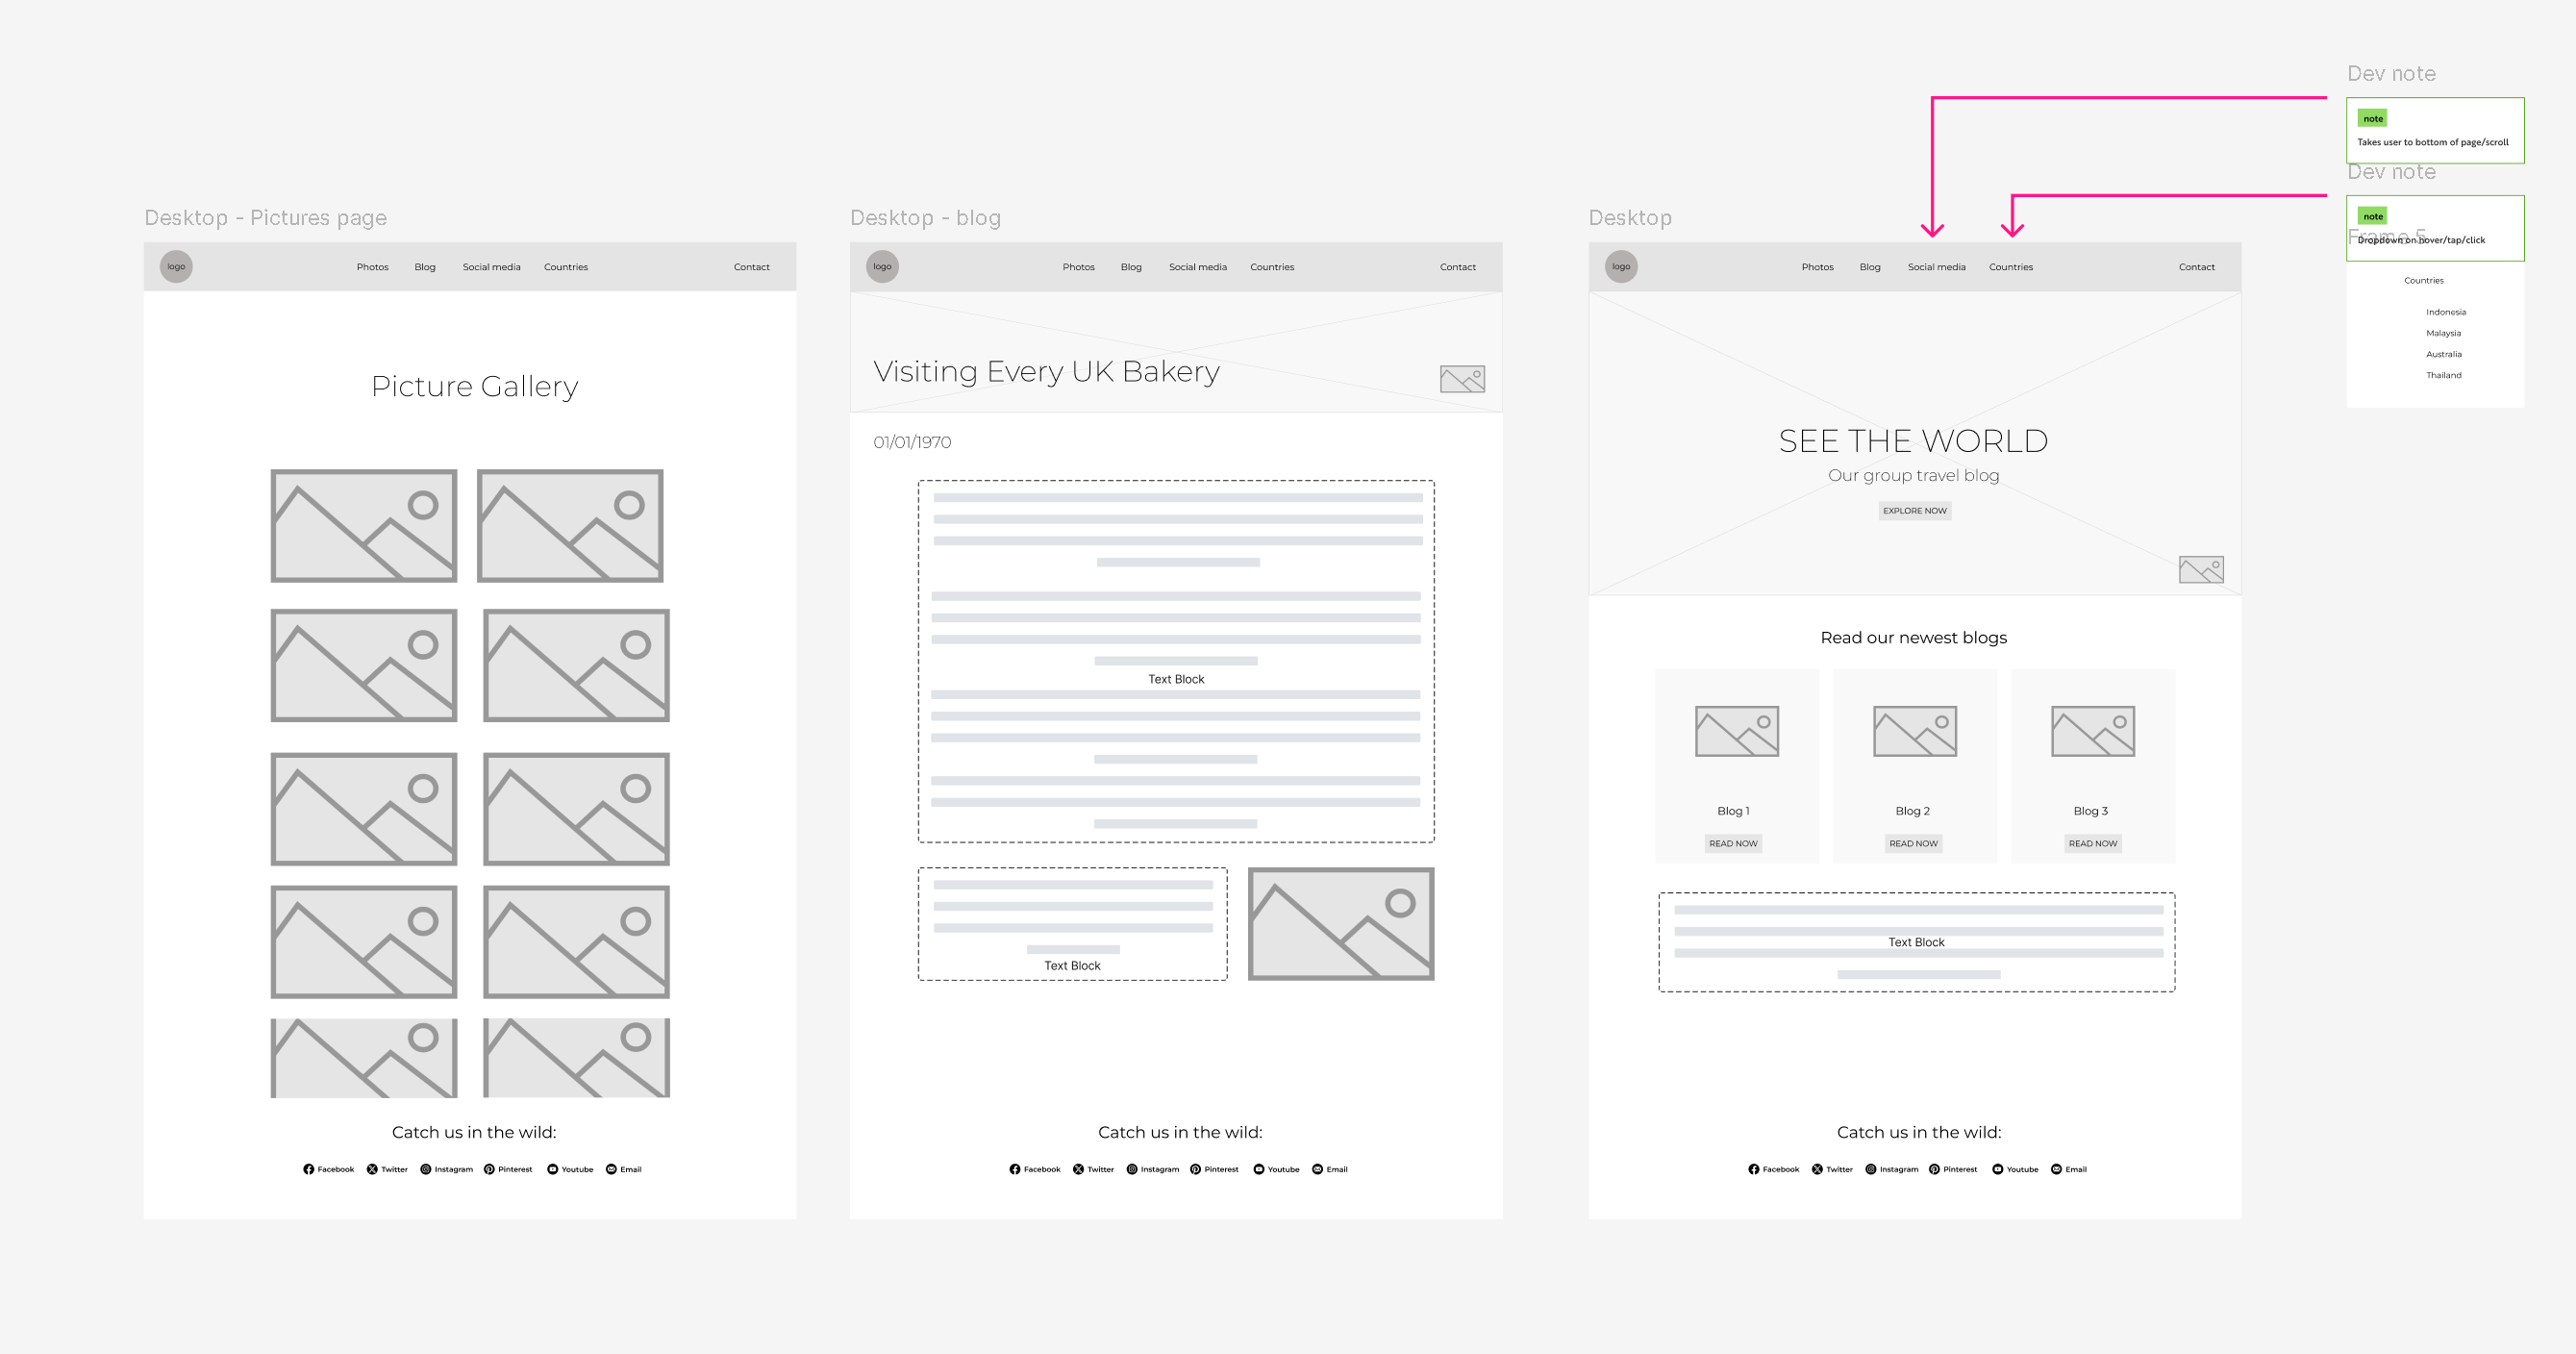 Dev note
note
Takes user to bottom of page/scroll
Dev note
note
Dropdown on hover/tap/click
Frame 5
Countries
Indonesia
Malaysia
Australia
Thailand
Desktop - Pictures page
logo
Photos Blog Social media Countries Contact
Picture Gallery
Catch us in the wild:
Facebook Twitter Instagram Pinterest Youtube Email
Desktop - blog
logo
Photos Blog Social media Countries Contact
Visiting Every UK Bakery
01/01/1970
Text Block
Text Block
Catch us in the wild:
Facebook Twitter Instagram Pinterest Youtube Email
Desktop
logo
Photos Blog Social media Countries Contact
SEE THE WORLD
Our group travel blog
EXPLORE NOW
Read our newest blogs
Blog 1 Blog 2 Blog 3
READ NOW READ NOW READ NOW
Text Block
Catch us in the wild:
Facebook Twitter Instagram Pinterest Youtube Email